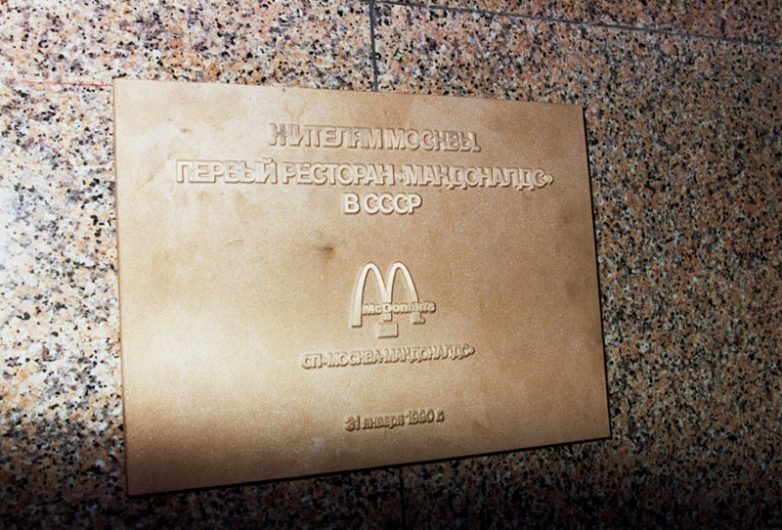 ЖИТЕЛЯМ МОСКВЫ
ПЕРВЫЙ РЕСТОРАН «МАКДОНАЛДС»
В СССР
McDonald's
СП «МОСКВА-МАКДОНАЛДС»
31 января 1990 г.